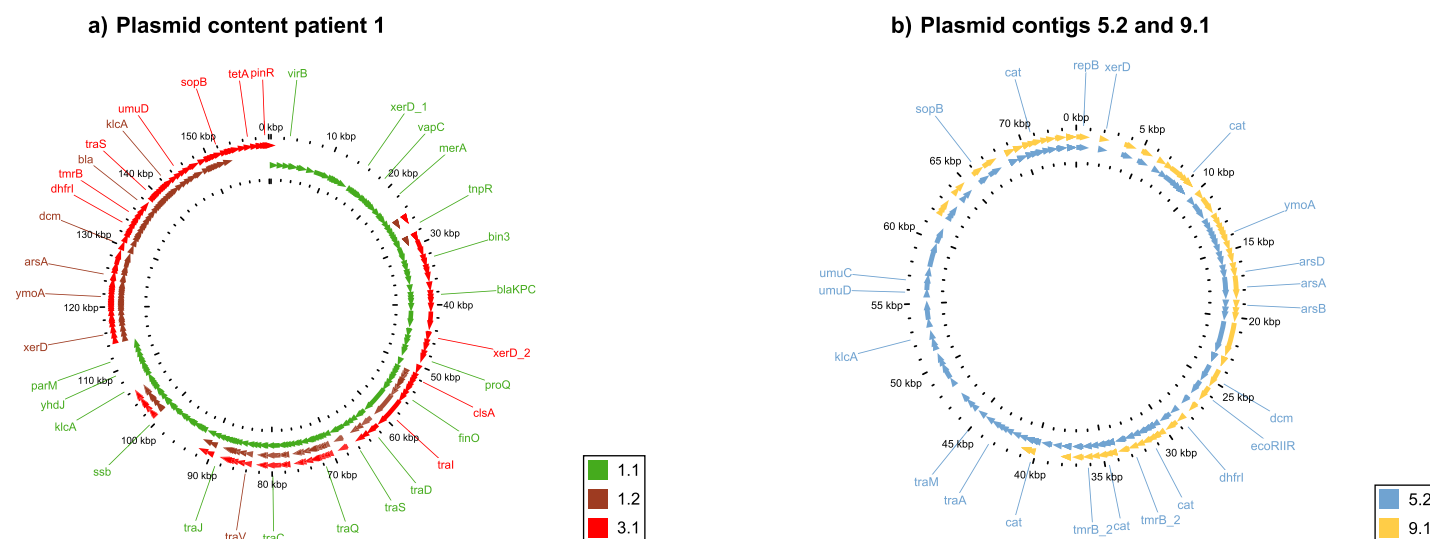 a) Plasmid content patient 1
b) Plasmid contigs 5.2 and 9.1
sopB
tetA
pinR
virB
umuD
klcA
traS
bla
tmrB
dhfrI
dcm
arsA
ymoA
xerD
parM
yhdJ
klcA
ssb
traJ
traV
traC
traQ
traS
traD
traI
finO
clsA
proQ
xerD_2
blaKPC
bin3
tnpR
merA
vapC
xerD_1
0 kbp
10 kbp
20 kbp
30 kbp
40 kbp
50 kbp
60 kbp
70 kbp
80 kbp
90 kbp
100 kbp
110 kbp
120 kbp
130 kbp
140 kbp
150 kbp
1.1
1.2
3.1
repB
xerD
cat
ymoA
arsD
arsA
arsB
dcm
ecoRIIR
dhfrI
cat
tmrB_2
cat
tmrB_2
cat
traA
traM
klcA
umuD
umuC
sopB
cat
0 kbp
5 kbp
10 kbp
15 kbp
20 kbp
25 kbp
30 kbp
35 kbp
40 kbp
45 kbp
50 kbp
55 kbp
60 kbp
65 kbp
70 kbp
5.2
9.1